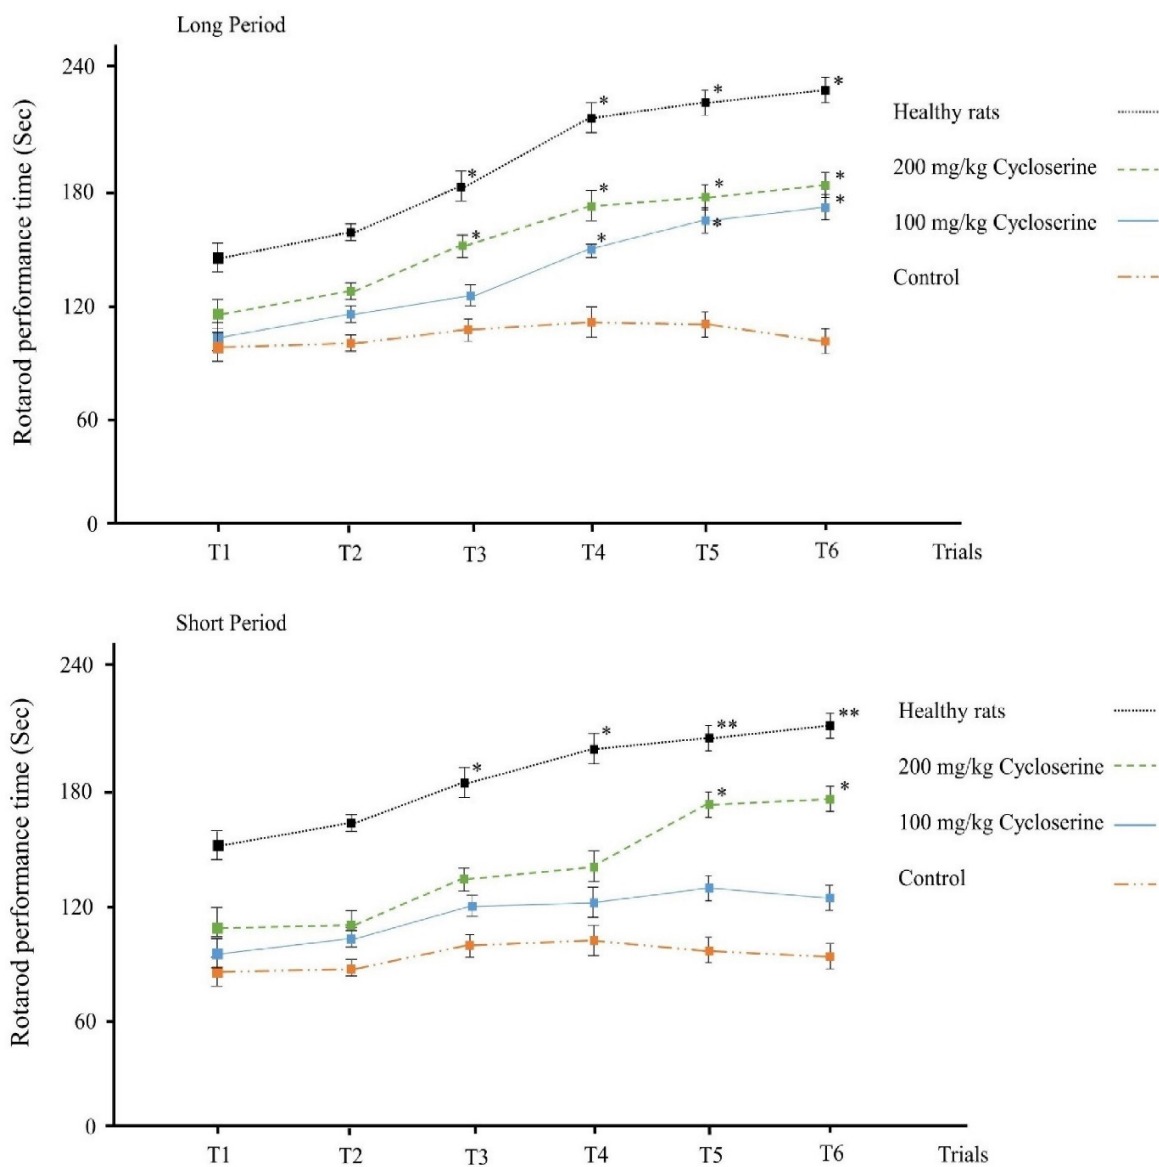 Long Period
Rotarod performance time (Sec)
240
180
120
60
0
* * * *
* * * *
* * *
T1 T2 T3 T4 T5 T6 Trials
Healthy rats
200 mg/kg Cycloserine
100 mg/kg Cycloserine
Control
Short Period
Rotarod performance time (Sec)
240
180
120
60
0
* * ** **
* *
T1 T2 T3 T4 T5 T6 Trials
Healthy rats
200 mg/kg Cycloserine
100 mg/kg Cycloserine
Control